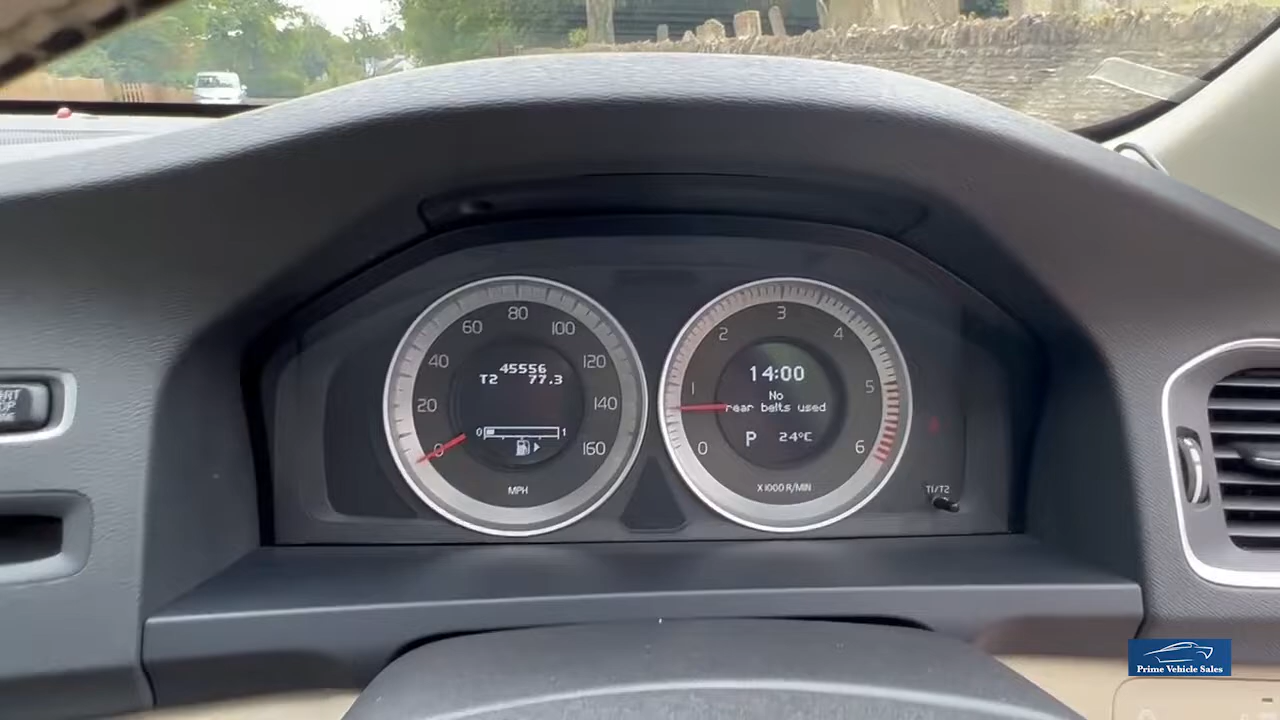 45556
T2 77.3
0 1
0
20
40
60
80
100
120
140
160
MPH
14:00
No
rear belts used
P 24°C
0
1
2
3
4
5
6
X1000 R/MIN
T1/T2
Prime Vehicle Sales